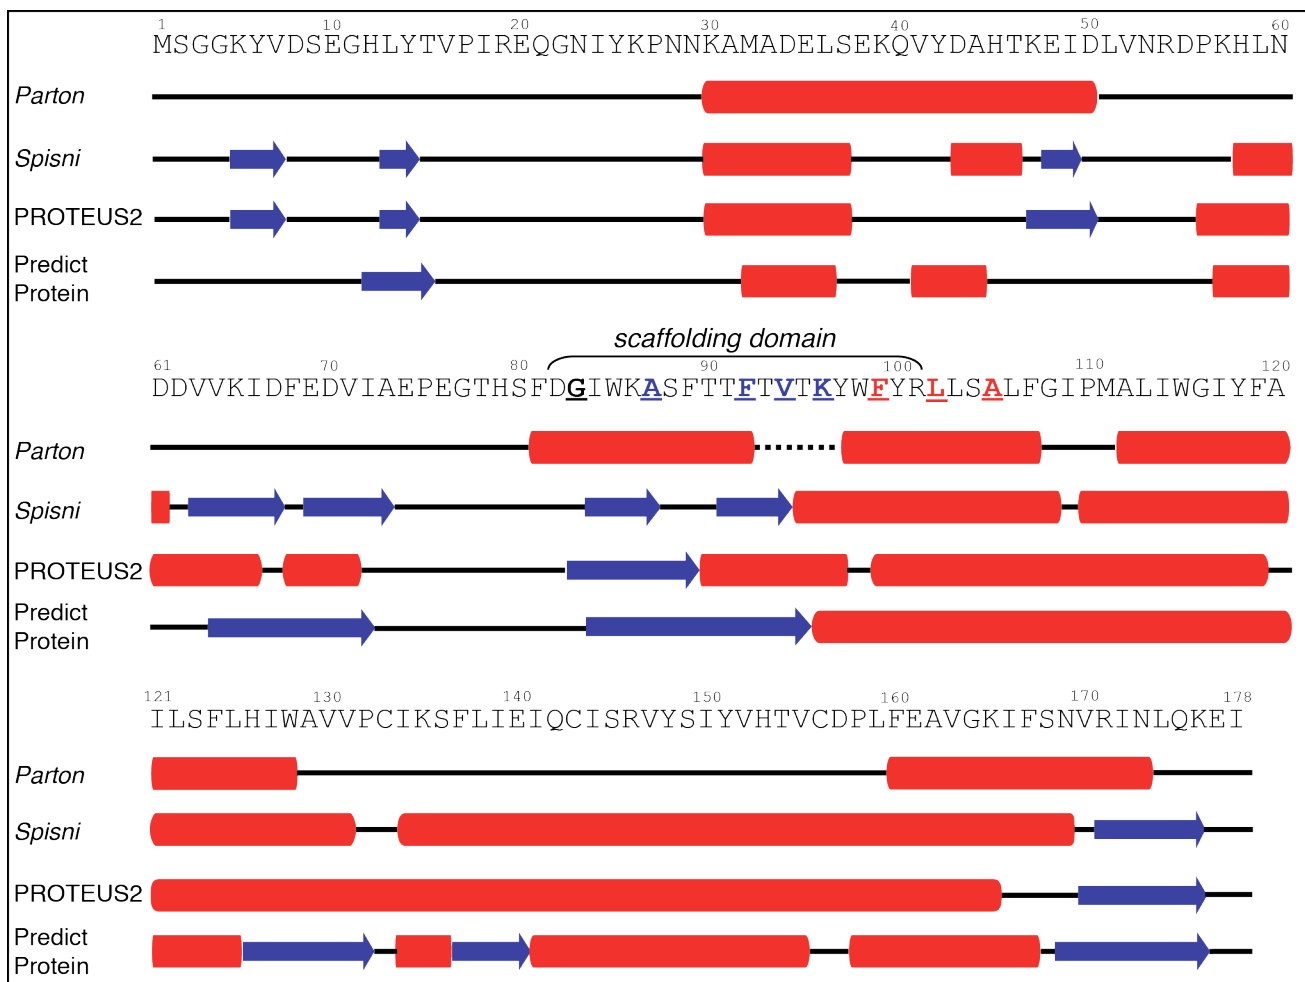 1 10 20 30 40 50 60
MSGGKYVDSEGHLYTVPIREQGNIYKPNNKAMADELSEKQVYDAHTKEIDLVNRDPKHLN
Parton
Spisni
PROTEUS2
Predict
Protein
scaffolding domain
61 70 80 90 100 110 120
DDVVKIDFEDVIAEPEGTHSFDGIWKASFTTFTVTKYWFYRLLSALFGIPMALIWGIYFA
Parton
Spisni
PROTEUS2
Predict
Protein
121 130 140 150 160 170 178
ILSFLHIWAVVPCIKSFLIEIQCISRVYSIYVHTVCDPLFEAVGKIFSNVRINLQKEI
Parton
Spisni
PROTEUS2
Predict
Protein